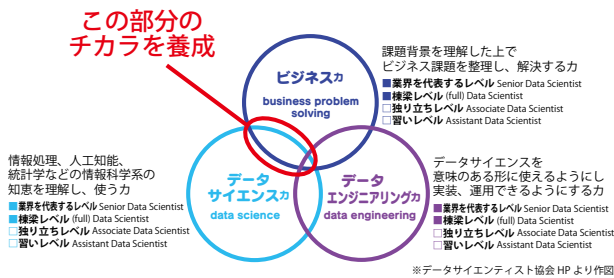 この部分の
チカラを養成
課題背景を理解した上で
ビジネス課題を整理し、解決する力
■業界を代表するレベル Senior Data Scientist
■棟梁レベル (full) Data Scientist
□独り立ちレベル Associate Data Scientist
□習いレベル Assistant Data Scientist
ビジネス力
business problem
solving
情報処理、人工知能、
統計学などの情報科学系の
知恵を理解し、使う力
■業界を代表するレベル Senior Data Scientist
■棟梁レベル (full) Data Scientist
□独り立ちレベル Associate Data Scientist
□習いレベル Assistant Data Scientist
データ
サイエンス力
data science
データ
エンジニアリング力
data engineering
データサイエンスを
意味のある形に使えるようにし
実装、運用できるようにする力
■業界を代表するレベル Senior Data Scientist
■棟梁レベル (full) Data Scientist
□独り立ちレベル Associate Data Scientist
□習いレベル Assistant Data Scientist
※データサイエンティスト協会 HP より作図